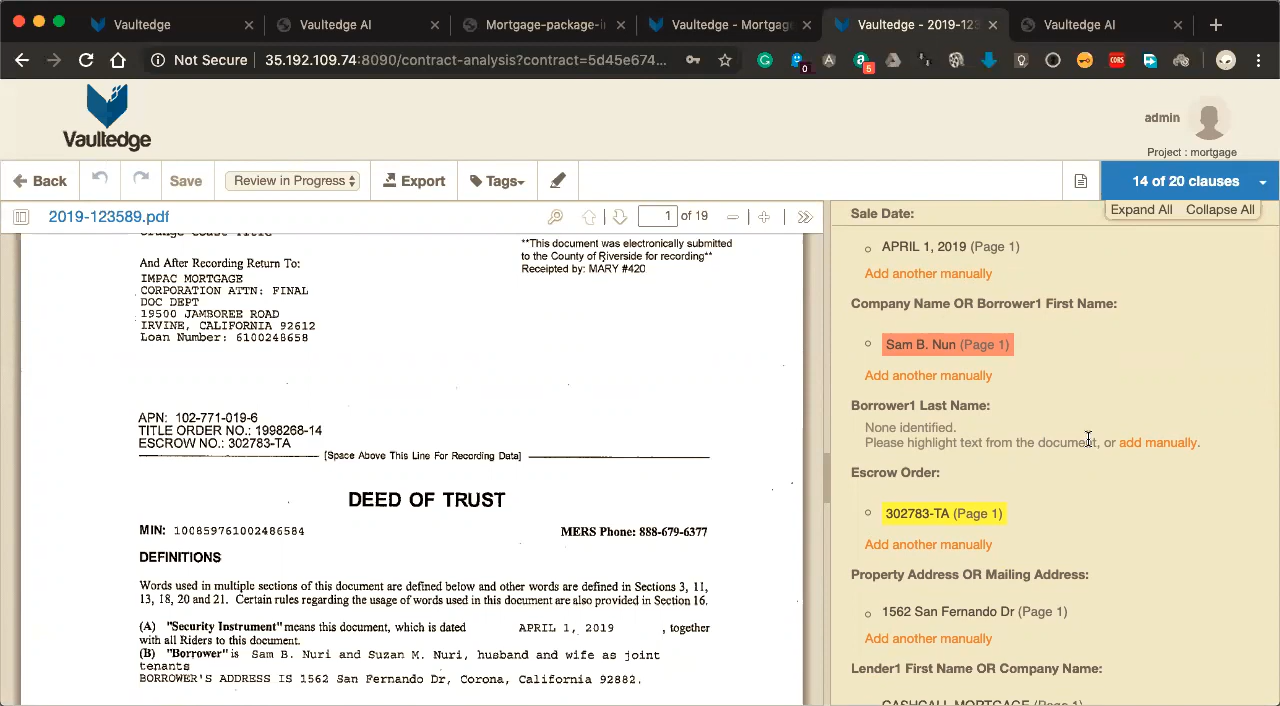 Vaultedge
Vaultedge AI
Mortgage-package-i
Vaultedge - Mortgag
Vaultedge - 2019-123
Vaultedge AI
Not Secure
35.192.109.74:8090/contract-analysis?contract=5d45e674...
0
5
CORS
Vaultedge
admin
Project : mortgage
Back
Save
Review in Progress
Export
Tags
14 of 20 clauses
Expand All
Collapse All
2019-123589.pdf
1 of 19
Orange Coast Title
And After Recording Return To:
IMPAC MORTGAGE
CORPORATION ATTN: FINAL
DOC DEPT
19500 JAMBOREE ROAD
IRVINE, CALIFORNIA 92612
Loan Number: 6100248658
**This document was electronically submitted
to the County of Riverside for recording**
Receipted by: MARY #420
APN: 102-771-019-6
TITLE ORDER NO.: 1998268-14
ESCROW NO.: 302783-TA
[Space Above This Line For Recording Data]
DEED OF TRUST
MIN: 100859761002486584
MERS Phone: 888-679-6377
DEFINITIONS
Words used in multiple sections of this document are defined below and other words are defined in Sections 3, 11,
13, 18, 20 and 21. Certain rules regarding the usage of words used in this document are also provided in Section 16.
(A) "Security Instrument" means this document, which is dated APRIL 1, 2019 , together
with all Riders to this document.
(B) "Borrower" is Sam B. Nuri and Suzan M. Nuri, husband and wife as joint
tenants
BORROWER'S ADDRESS IS 1562 San Fernando Dr, Corona, California 92882.
Sale Date:
APRIL 1, 2019 (Page 1)
Add another manually
Company Name OR Borrower1 First Name:
Sam B. Nun (Page 1)
Add another manually
Borrower1 Last Name:
None identified.
Please highlight text from the document, or add manually.
Escrow Order:
302783-TA (Page 1)
Add another manually
Property Address OR Mailing Address:
1562 San Fernando Dr (Page 1)
Add another manually
Lender1 First Name OR Company Name:
CASHCALL MORTGAGE (Page 1)